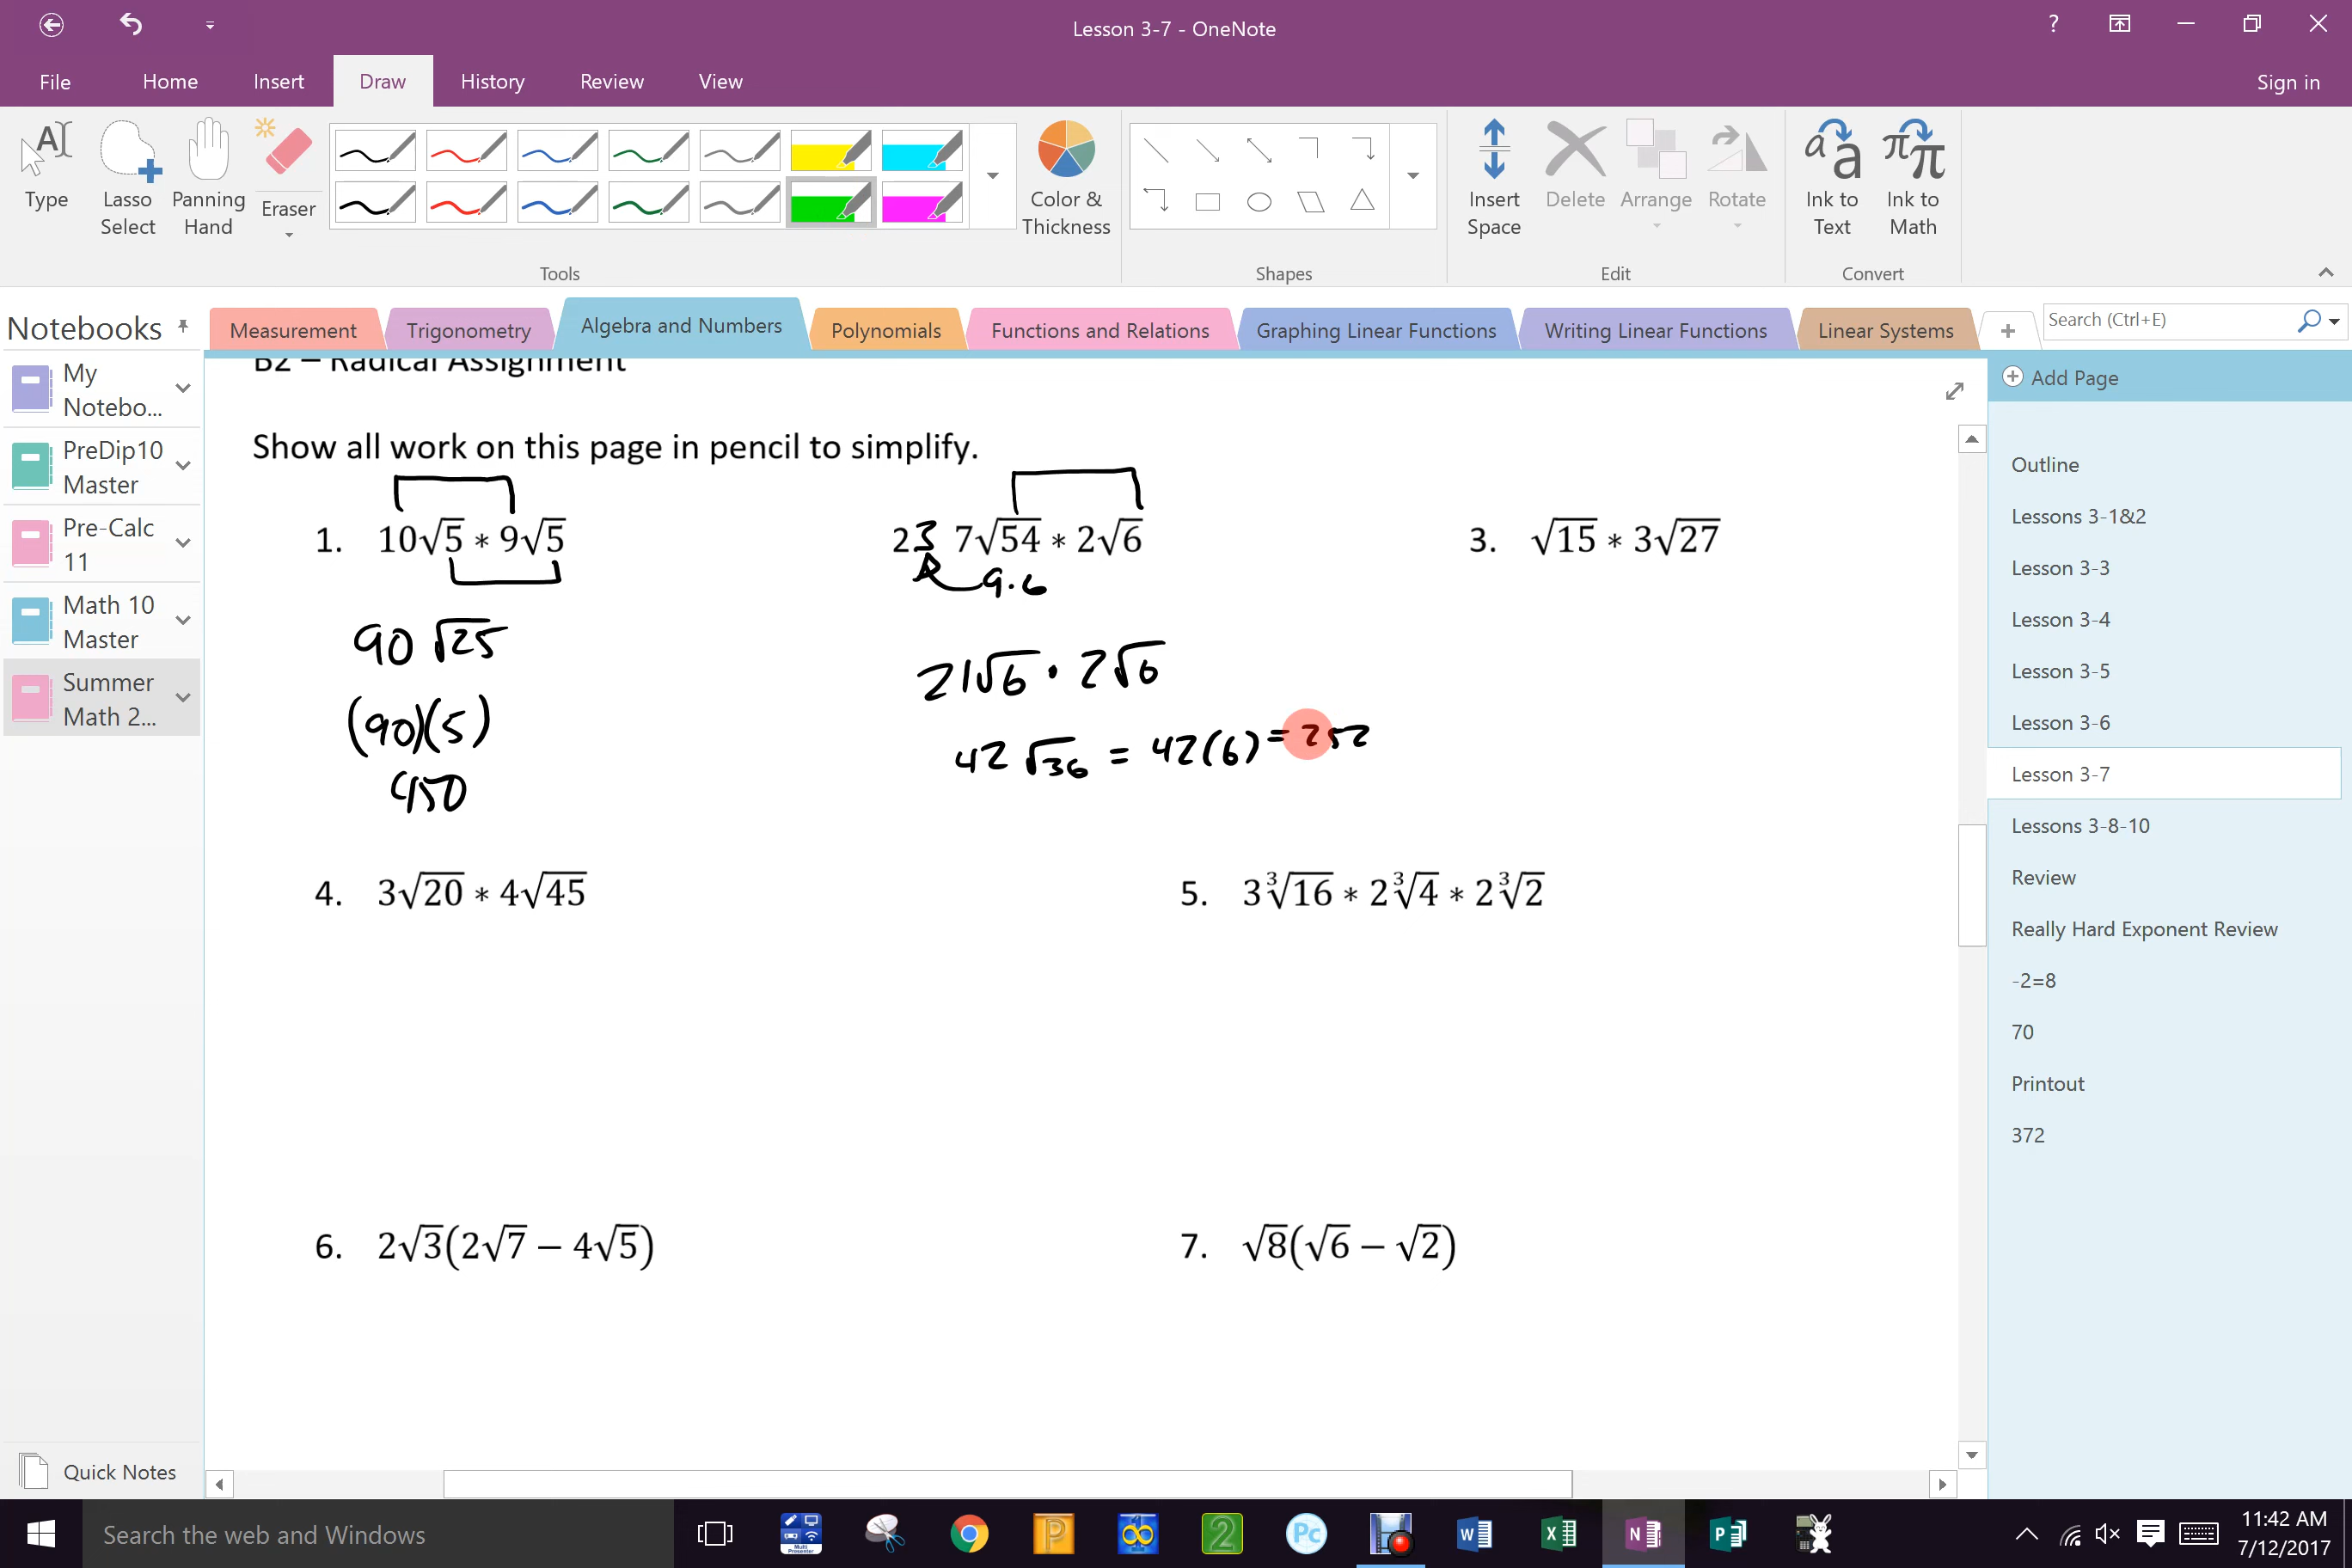 Lesson 3-7 - OneNote
?
File Home Insert Draw History Review View Sign in
Type
Lasso Select
Panning Hand
Eraser
Color & Thickness
Insert Space
Delete
Arrange
Rotate
Ink to Text
Ink to Math
Tools Shapes Edit Convert
Notebooks
Measurement Trigonometry Algebra and Numbers Polynomials Functions and Relations Graphing Linear Functions Writing Linear Functions Linear Systems +
Search (Ctrl+E)
My Notebo...
PreDip10 Master
Pre-Calc 11
Math 10 Master
Summer Math 2...
Quick Notes
B2 – Radical Assignment
Show all work on this page in pencil to simplify.
1. 10√5 * 9√5
90 √25
(90)(5)
450
2 3 7√54 * 2√6
9·6
21√6 · 2√6
42 √36 = 42(6) = 252
3. √15 * 3√27
4. 3√20 * 4√45
5. 3∛16 * 2∛4 * 2∛2
6. 2√3(2√7 − 4√5)
7. √8(√6 − √2)
Add Page
Outline
Lessons 3-1&2
Lesson 3-3
Lesson 3-4
Lesson 3-5
Lesson 3-6
Lesson 3-7
Lessons 3-8-10
Review
Really Hard Exponent Review
-2=8
70
Printout
372
Search the web and Windows
11:42 AM
7/12/2017